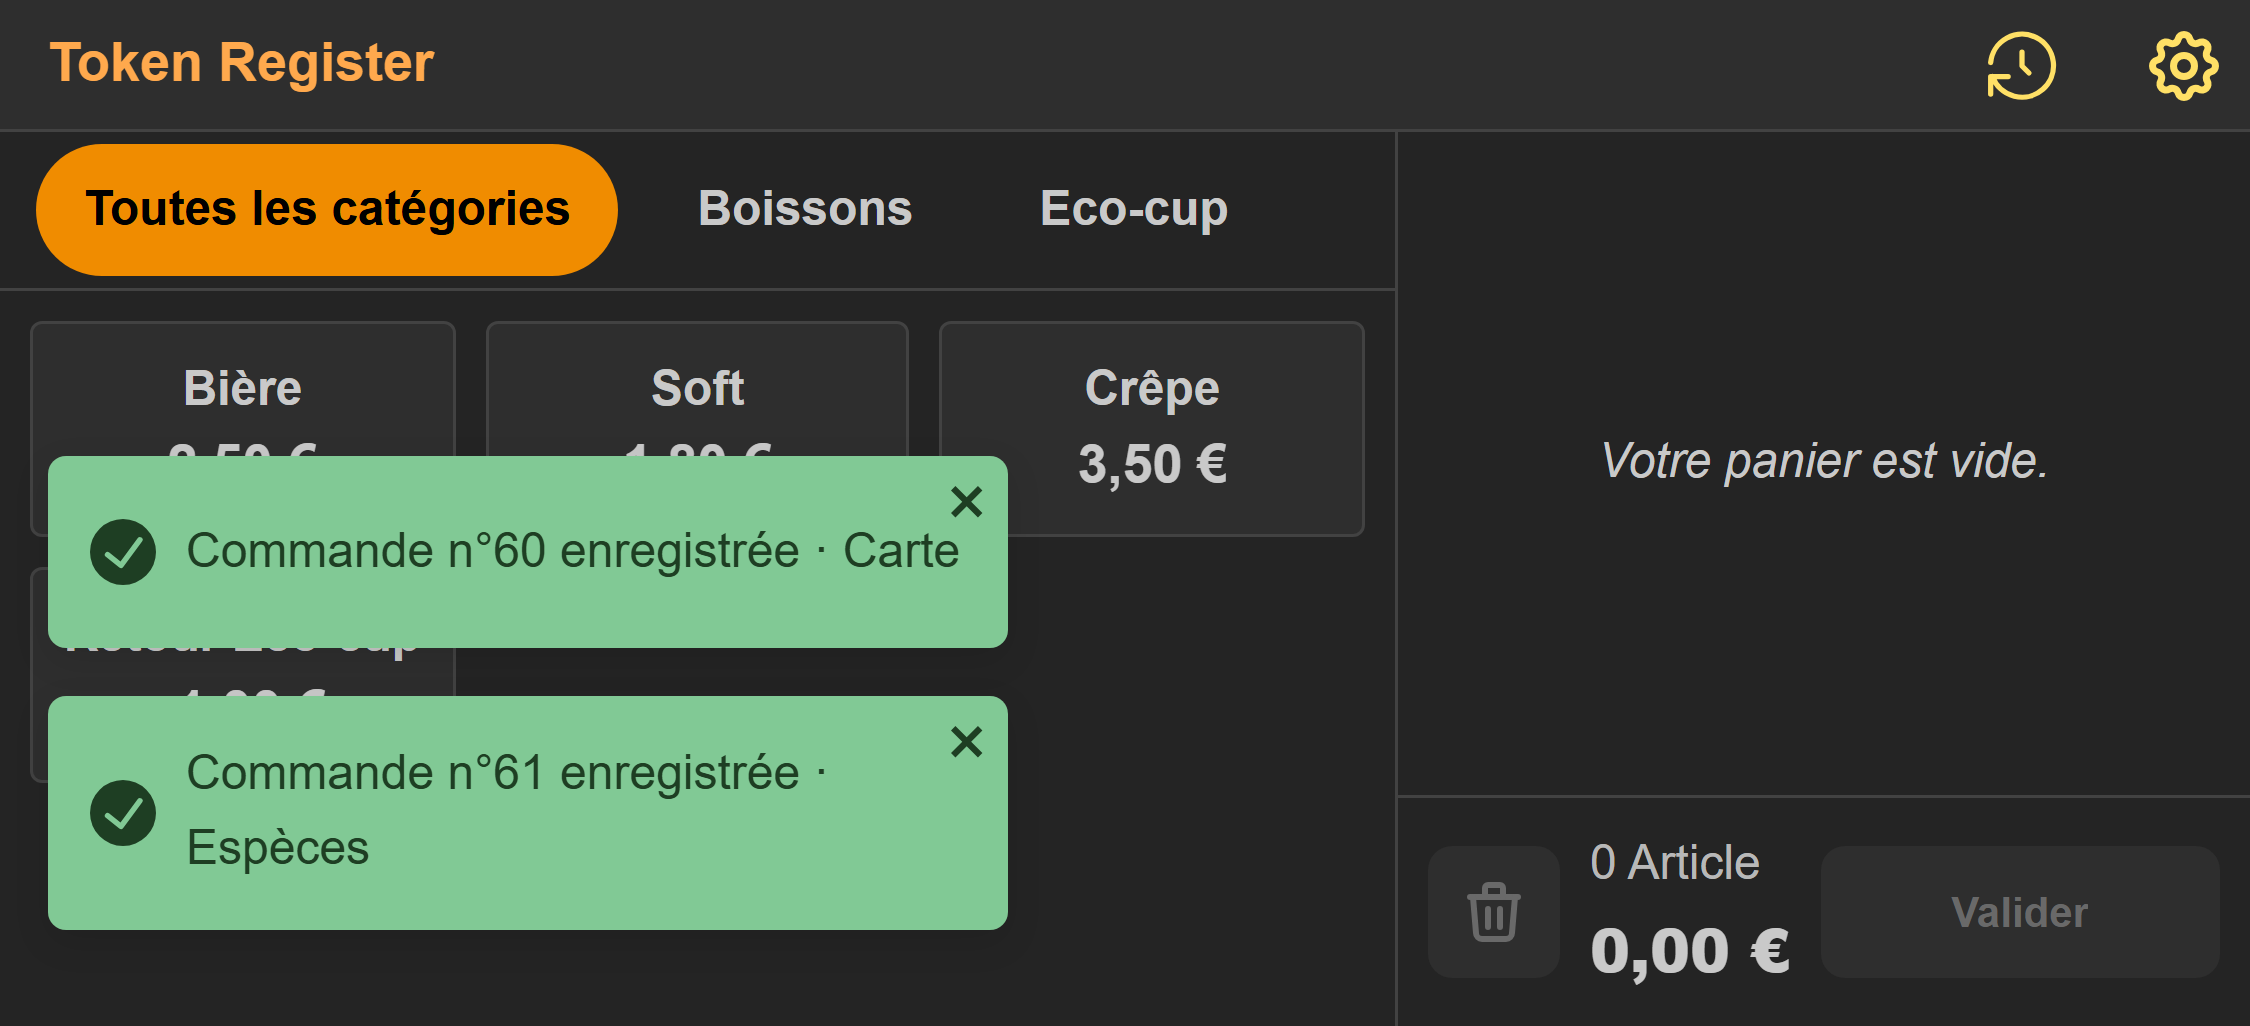 Token Register
Toutes les catégories
Boissons
Eco-cup
Bière
Soft
Crêpe
3,50 €
Commande n°60 enregistrée · Carte
Commande n°61 enregistrée ·
Espèces
Votre panier est vide.
0 Article
0,00 €
Valider